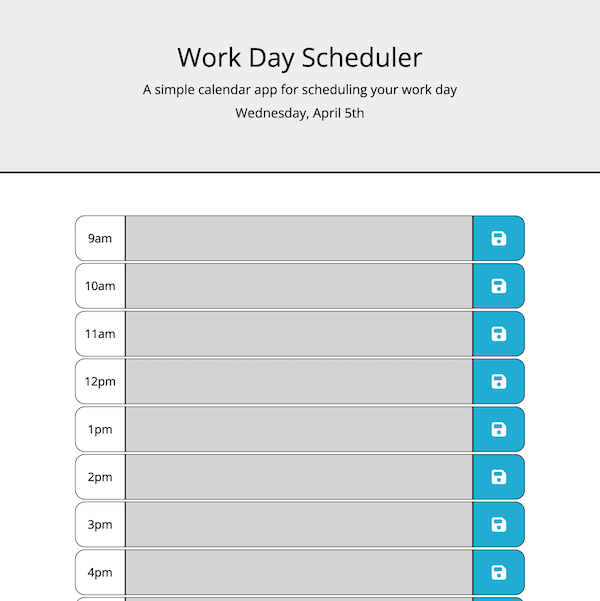 Work Day Scheduler
A simple calendar app for scheduling your work day
Wednesday, April 5th
9am
10am
11am
12pm
1pm
2pm
3pm
4pm